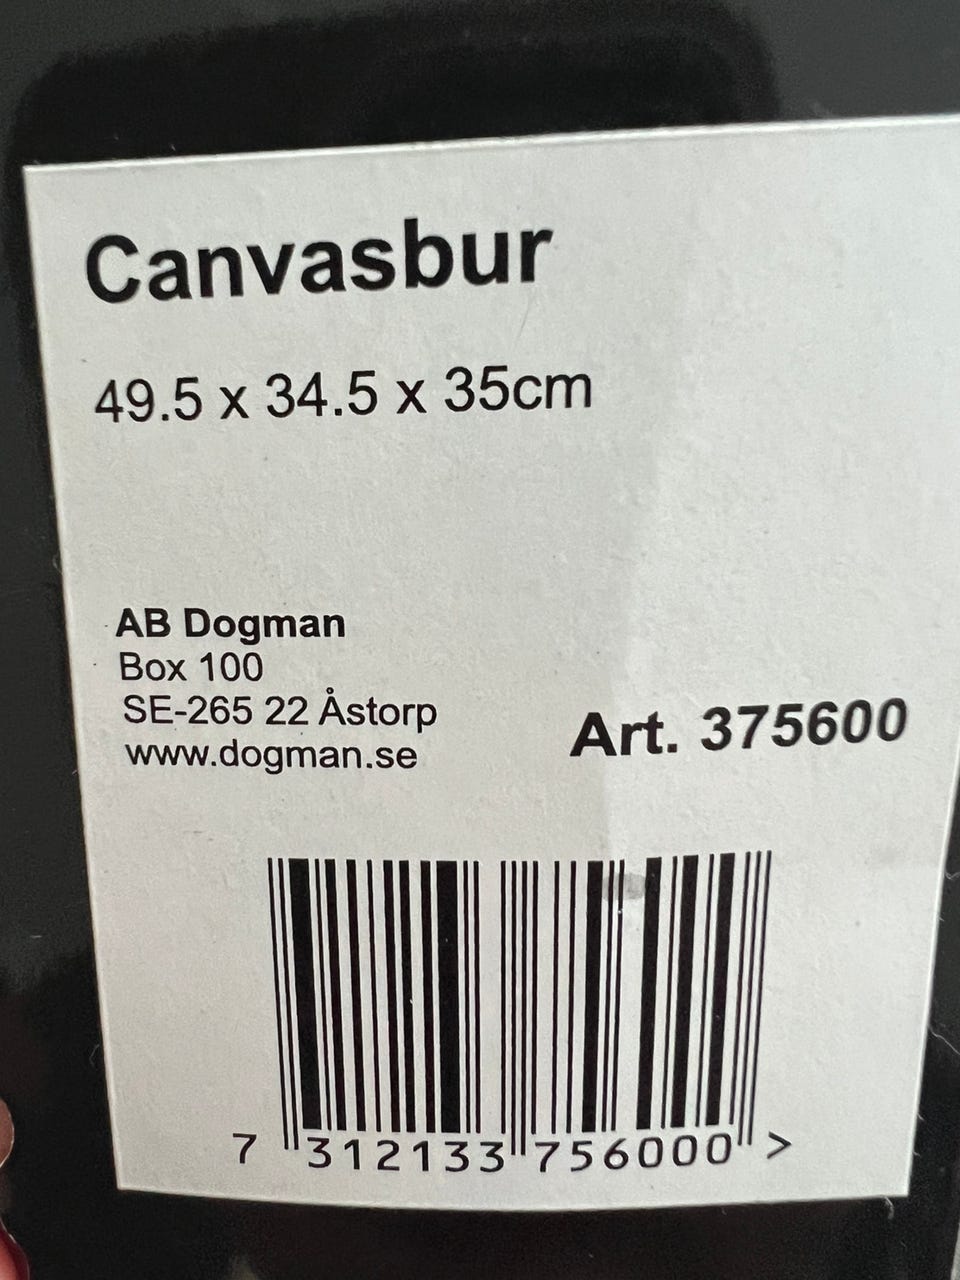 Canvasbur
49.5 x 34.5 x 35cm
AB Dogman
Box 100
SE-265 22 Åstorp
www.dogman.se
Art. 375600
7 312133 756000 >